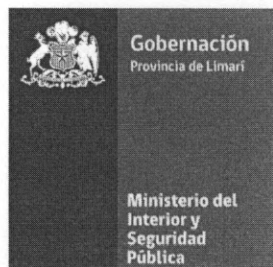 Gobernación
Provincia de Limarí
Ministerio del
Interior y
Seguridad
Pública